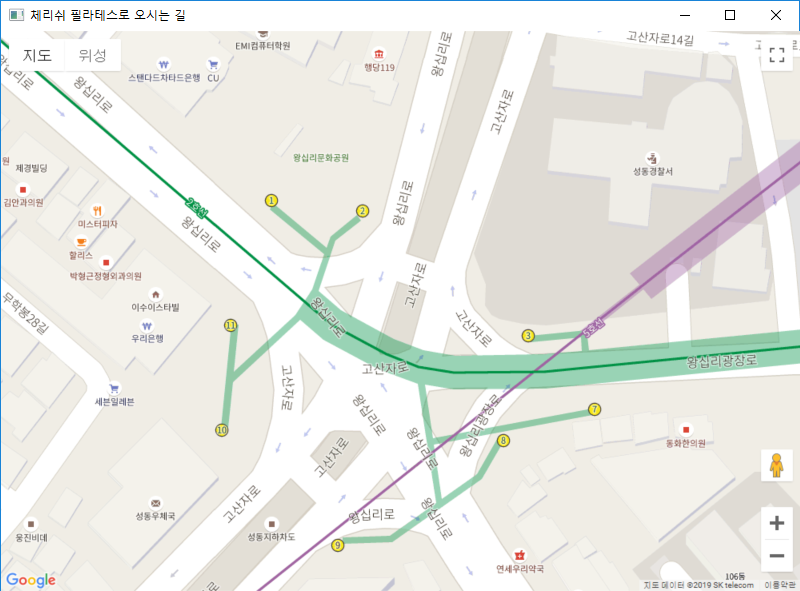 체리쉬 필라테스로 오시는 길
지도
위성
EMI컴퓨터학원
고산자로14길
스탠다드차타드은행
CU
행당119
왕십리로
왕십리로
고산자로
왕십리문화공원
성동경찰서
제경빌딩
김안과의원
미스터피자
할리스
박형근정형외과의원
2호선
왕십리로
왕십리로
고산자로
1
2
이수이스타빌
우리은행
무학봉28길
11
왕십리로
고산자로
고산자로
3
5호선
왕십리광장로
세븐일레븐
고산자로
왕십리로
10
고산자로
왕십리로
왕십리광장로
7
8
동화한의원
고산자로
왕십리로
왕십리로
성동우체국
웅진비데
성동지하차도
9
연세우리약국
106동
Google
지도 데이터 ©2019 SK telecom
이용약관